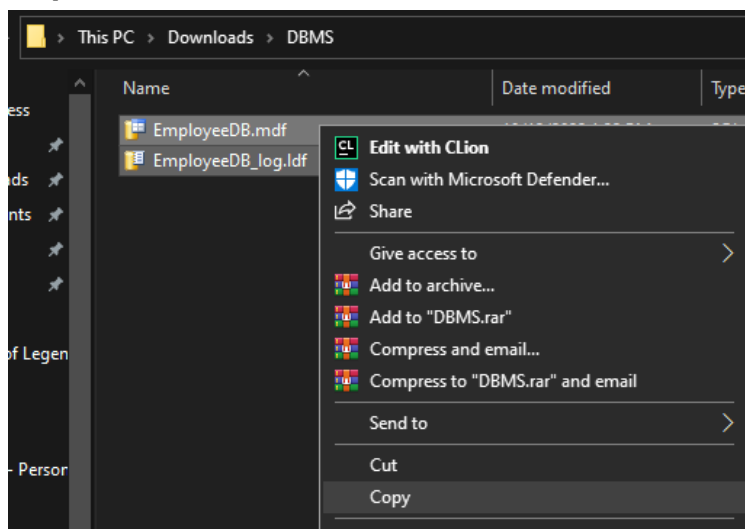 This PC > Downloads > DBMS
Name
Date modified
Type
ess
EmployeeDB.mdf
EmployeeDB_log.ldf
ads
nts
of Legen
- Person
CL Edit with CLion
Scan with Microsoft Defender...
Share
Give access to
Add to archive...
Add to "DBMS.rar"
Compress and email...
Compress to "DBMS.rar" and email
Send to
Cut
Copy